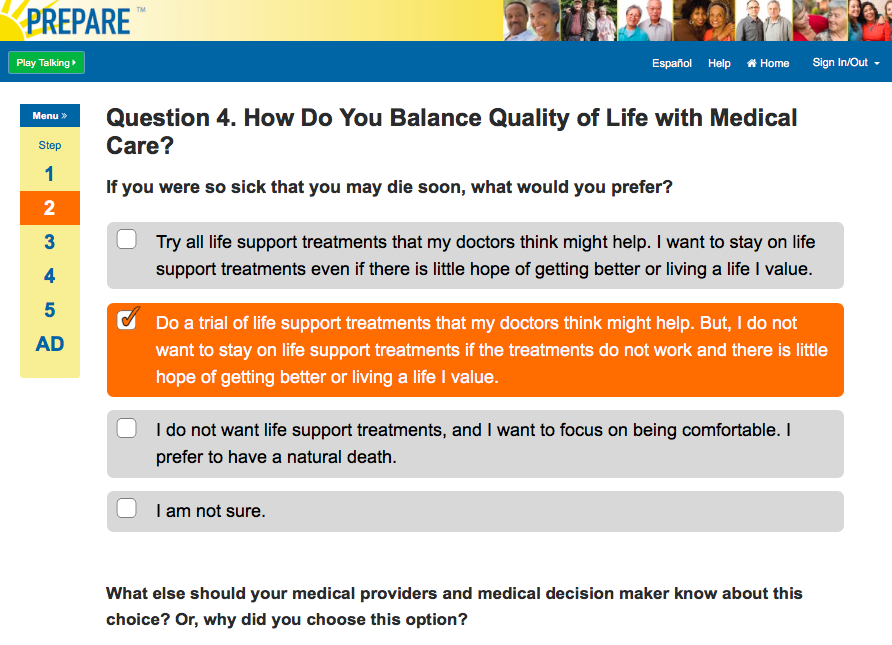 PREPARE™
Play Talking
Español Help Home Sign In/Out
Menu »
Step
1
2
3
4
5
AD
Question 4. How Do You Balance Quality of Life with Medical
Care?
If you were so sick that you may die soon, what would you prefer?
Try all life support treatments that my doctors think might help. I want to stay on life
support treatments even if there is little hope of getting better or living a life I value.
Do a trial of life support treatments that my doctors think might help. But, I do not
want to stay on life support treatments if the treatments do not work and there is little
hope of getting better or living a life I value.
I do not want life support treatments, and I want to focus on being comfortable. I
prefer to have a natural death.
I am not sure.
What else should your medical providers and medical decision maker know about this
choice? Or, why did you choose this option?